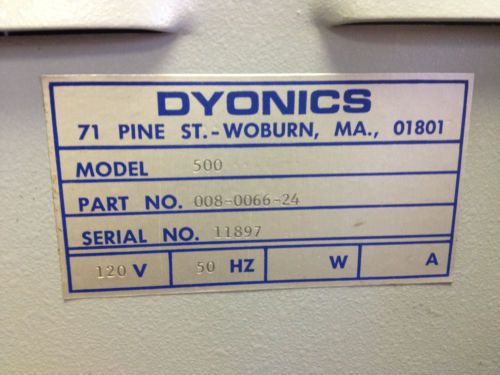 DYONICS
71 PINE ST.-WOBURN, MA., 01801
MODEL 500
PART NO. 008-0066-24
SERIAL NO. 11897
120 V 50 HZ W A